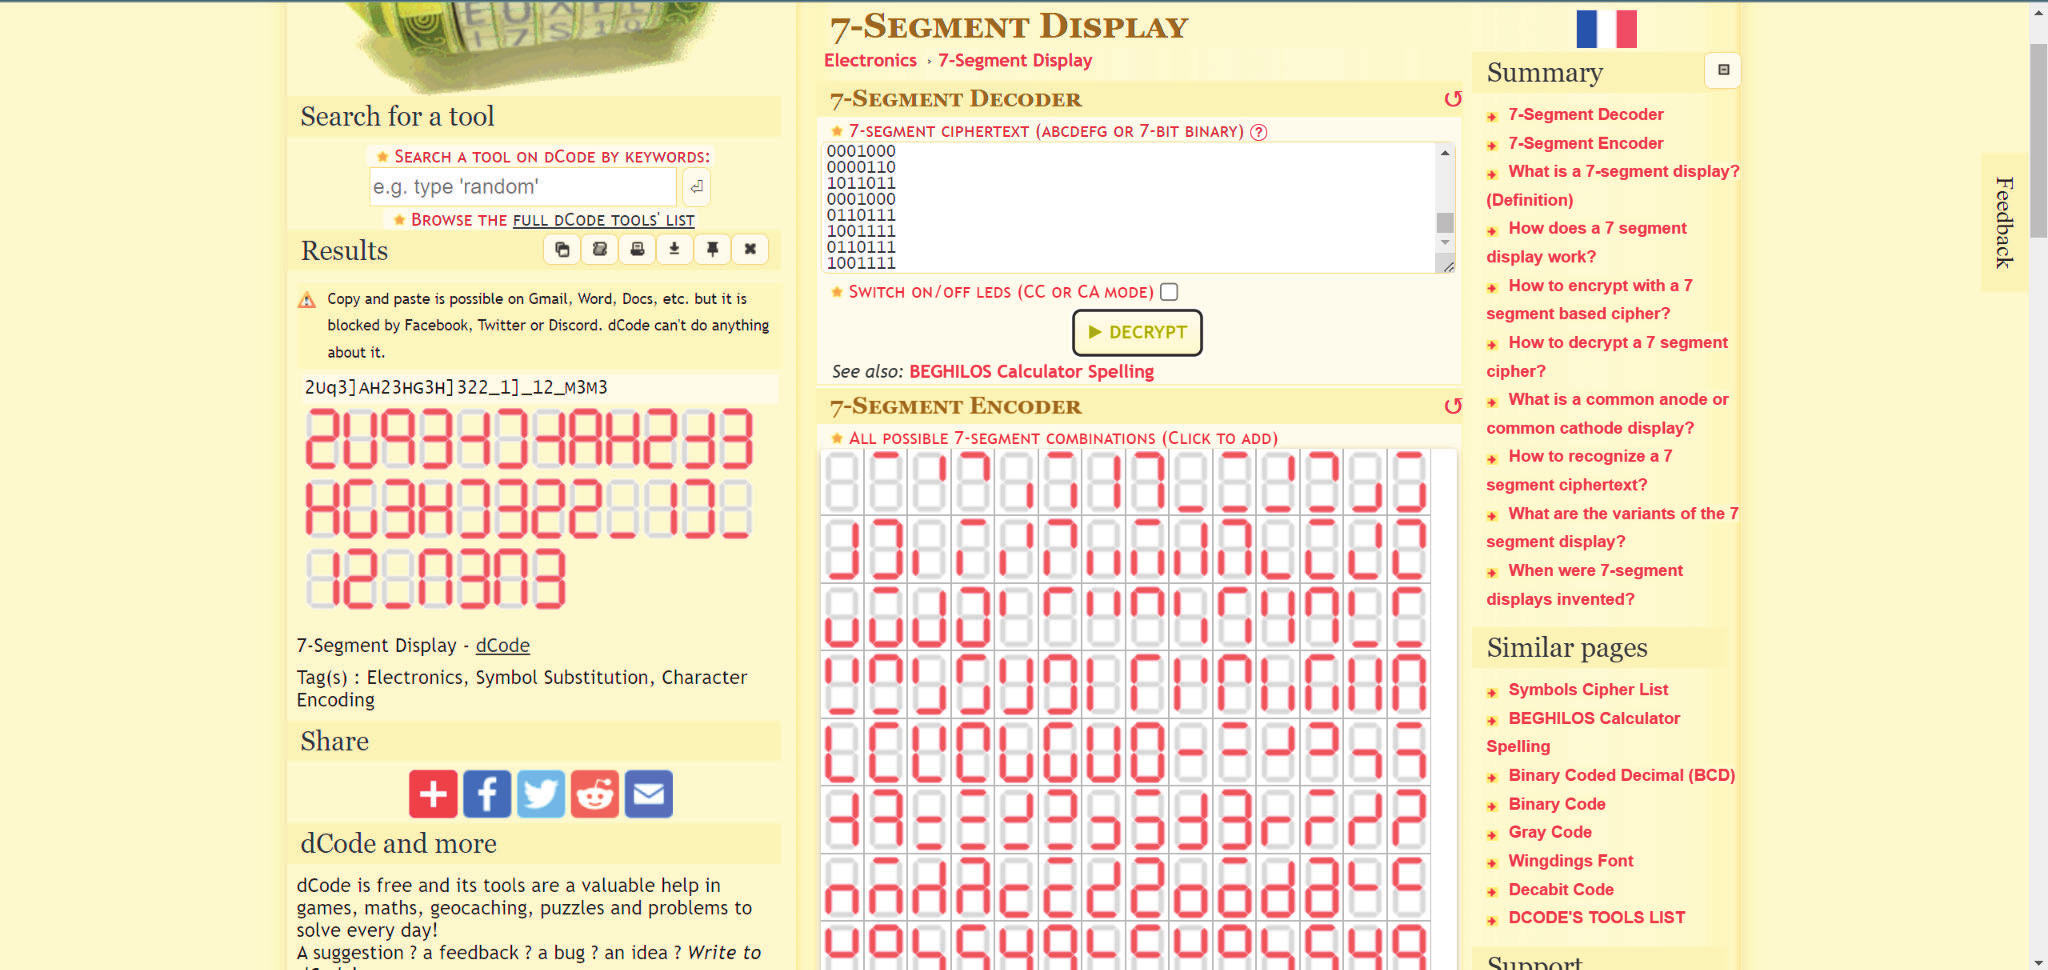 Search for a tool
★ SEARCH A TOOL ON DCODE BY KEYWORDS:
e.g. type 'random'
★ BROWSE THE FULL DCODE TOOLS' LIST
Results
Copy and paste is possible on Gmail, Word, Docs, etc. but it is
blocked by Facebook, Twitter or Discord. dCode can't do anything
about it.
2Uq3]AH23HG3H]322_1]_12_M3M3
7-Segment Display - dCode
Tag(s) : Electronics, Symbol Substitution, Character
Encoding
Share
dCode and more
dCode is free and its tools are a valuable help in
games, maths, geocaching, puzzles and problems to
solve every day!
A suggestion ? a feedback ? a bug ? an idea ? Write to
7-SEGMENT DISPLAY
Electronics › 7-Segment Display
7-SEGMENT DECODER
★ 7-SEGMENT CIPHERTEXT (ABCDEFG OR 7-BIT BINARY) ?
0001000
0000110
1011011
0001000
0110111
1001111
0110111
1001111
★ SWITCH ON/OFF LEDS (CC OR CA MODE)
► DECRYPT
See also: BEGHILOS Calculator Spelling
7-SEGMENT ENCODER
★ ALL POSSIBLE 7-SEGMENT COMBINATIONS (CLICK TO ADD)
Summary
7-Segment Decoder
7-Segment Encoder
What is a 7-segment display?
(Definition)
How does a 7 segment
display work?
How to encrypt with a 7
segment based cipher?
How to decrypt a 7 segment
cipher?
What is a common anode or
common cathode display?
How to recognize a 7
segment ciphertext?
What are the variants of the 7
segment display?
When were 7-segment
displays invented?
Similar pages
Symbols Cipher List
BEGHILOS Calculator
Spelling
Binary Coded Decimal (BCD)
Binary Code
Gray Code
Wingdings Font
Decabit Code
DCODE'S TOOLS LIST
Support
Feedback